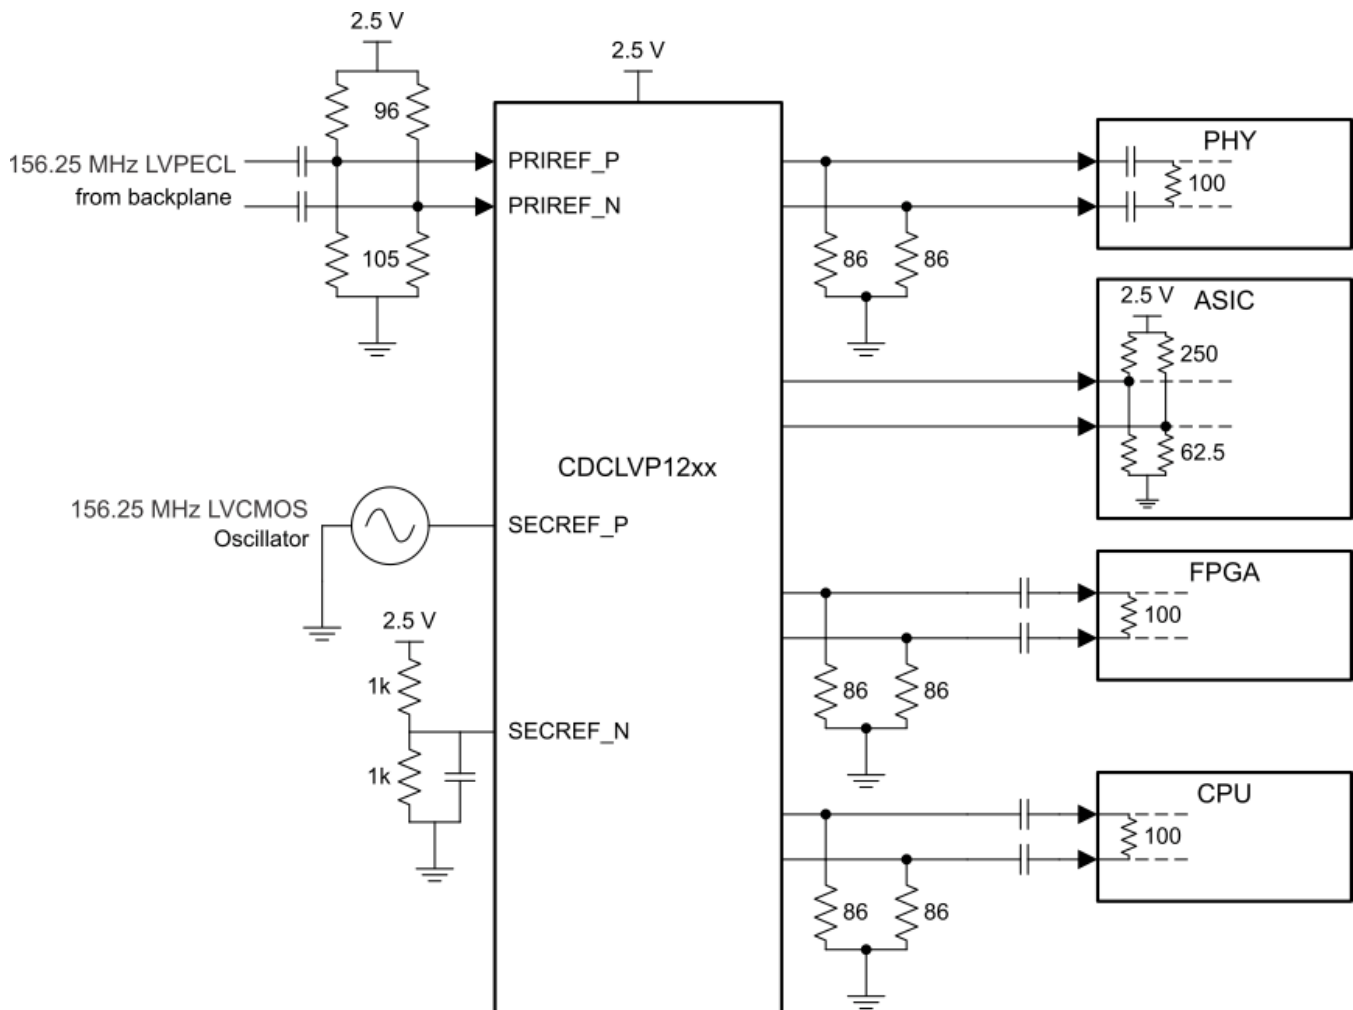 2.5 V
2.5 V
96
PHY
156.25 MHz LVPECL
from backplane
PRIREF_P
PRIREF_N
100
105
86
86
2.5 V
ASIC
250
62.5
CDCLVP12xx
156.25 MHz LVCMOS
Oscillator
SECREF_P
FPGA
100
2.5 V
1k
86
86
SECREF_N
1k
CPU
100
86
86